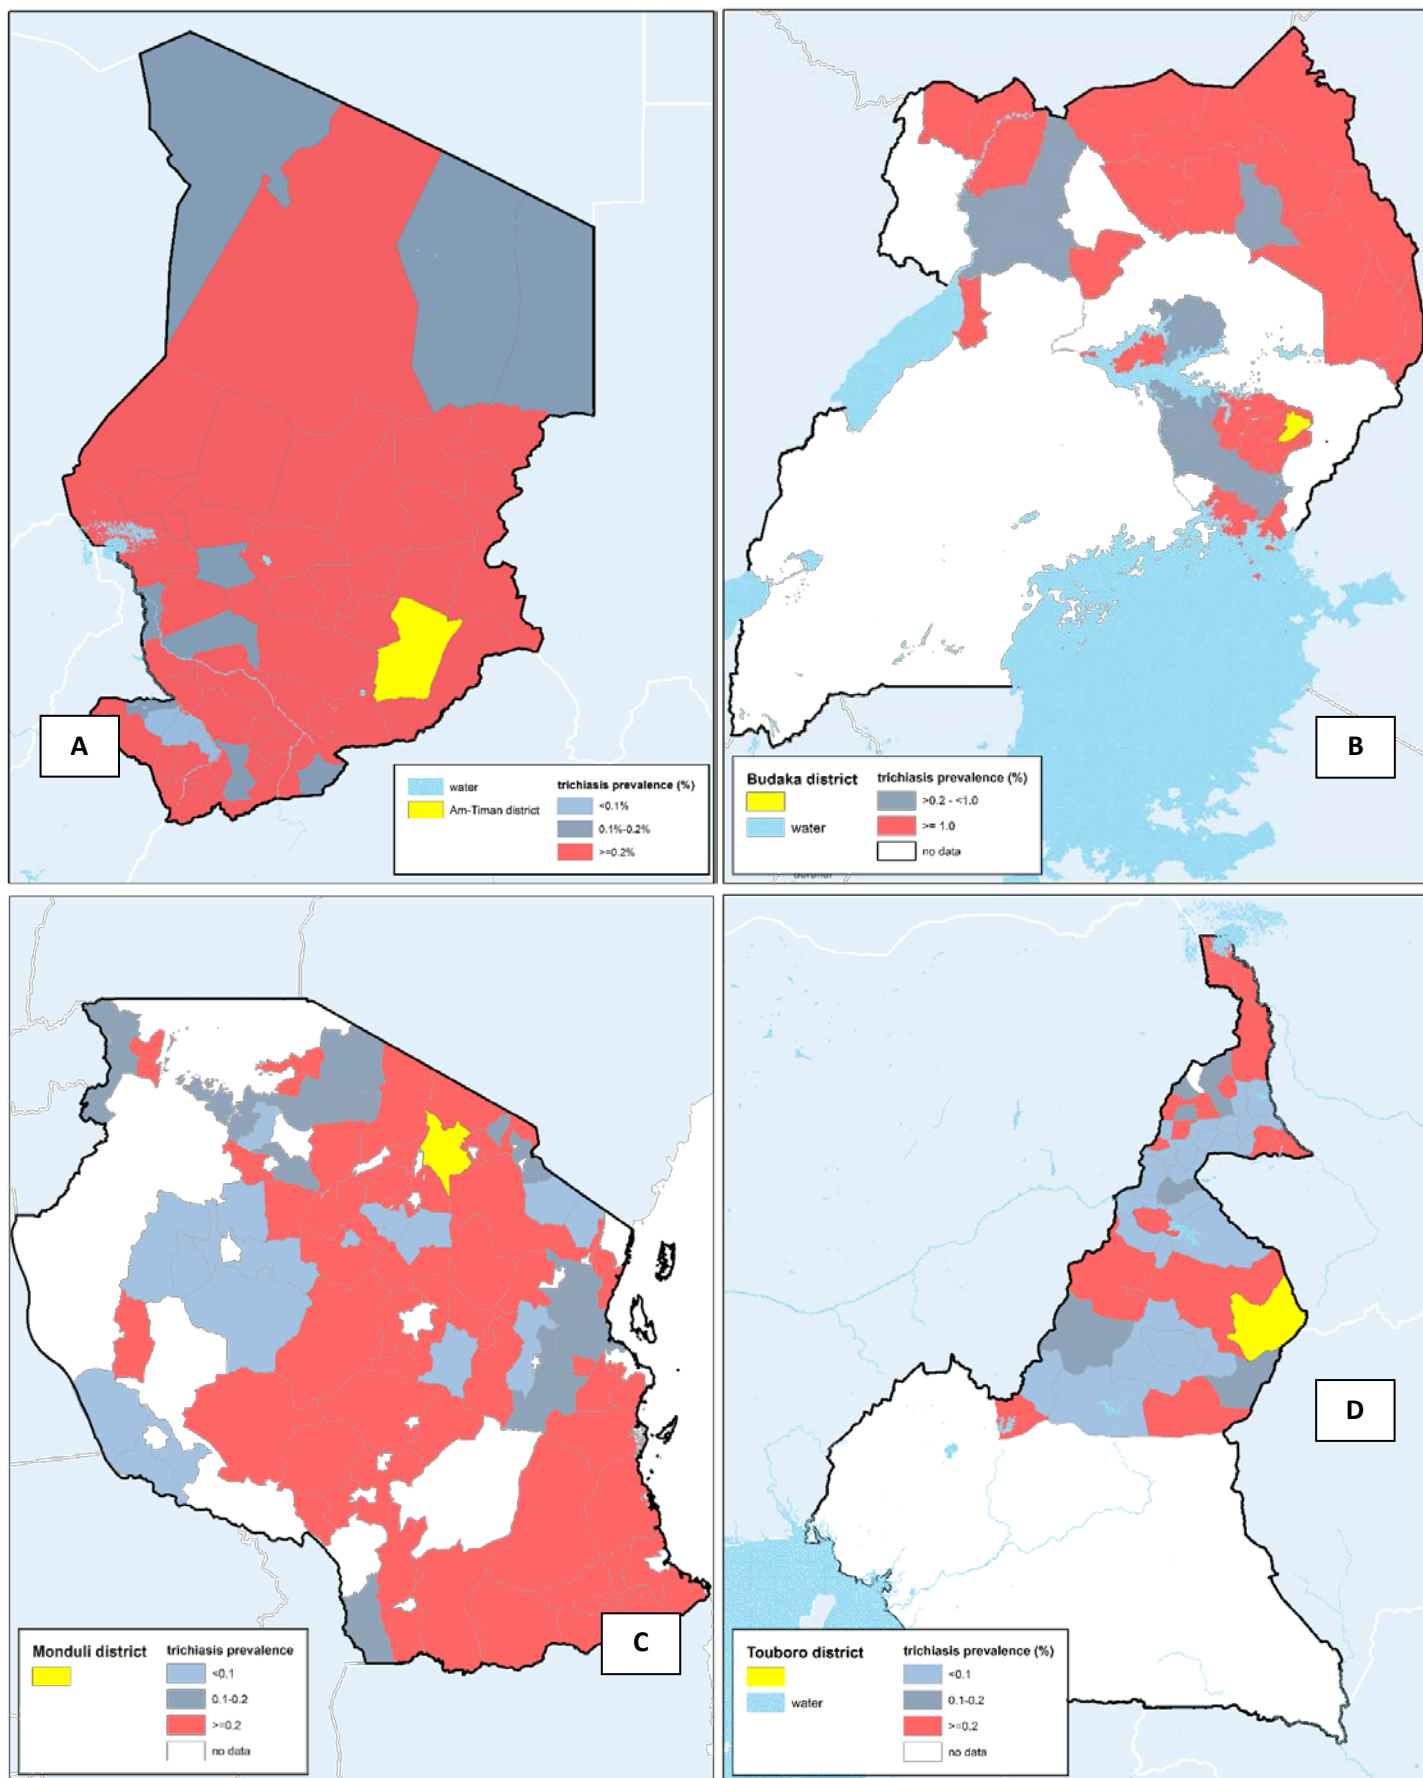 A
water
Am-Timan district
trichiasis prevalence (%)
<0.1%
0.1%-0.2%
>=0.2%
B
Budaka district
water
trichiasis prevalence (%)
>0.2 - <1.0
>= 1.0
no data
C
Monduli district
trichiasis prevalence
<0.1
0.1-0.2
>=0.2
no data
D
Touboro district
water
trichiasis prevalence (%)
<0.1
0.1-0.2
>=0.2
no data